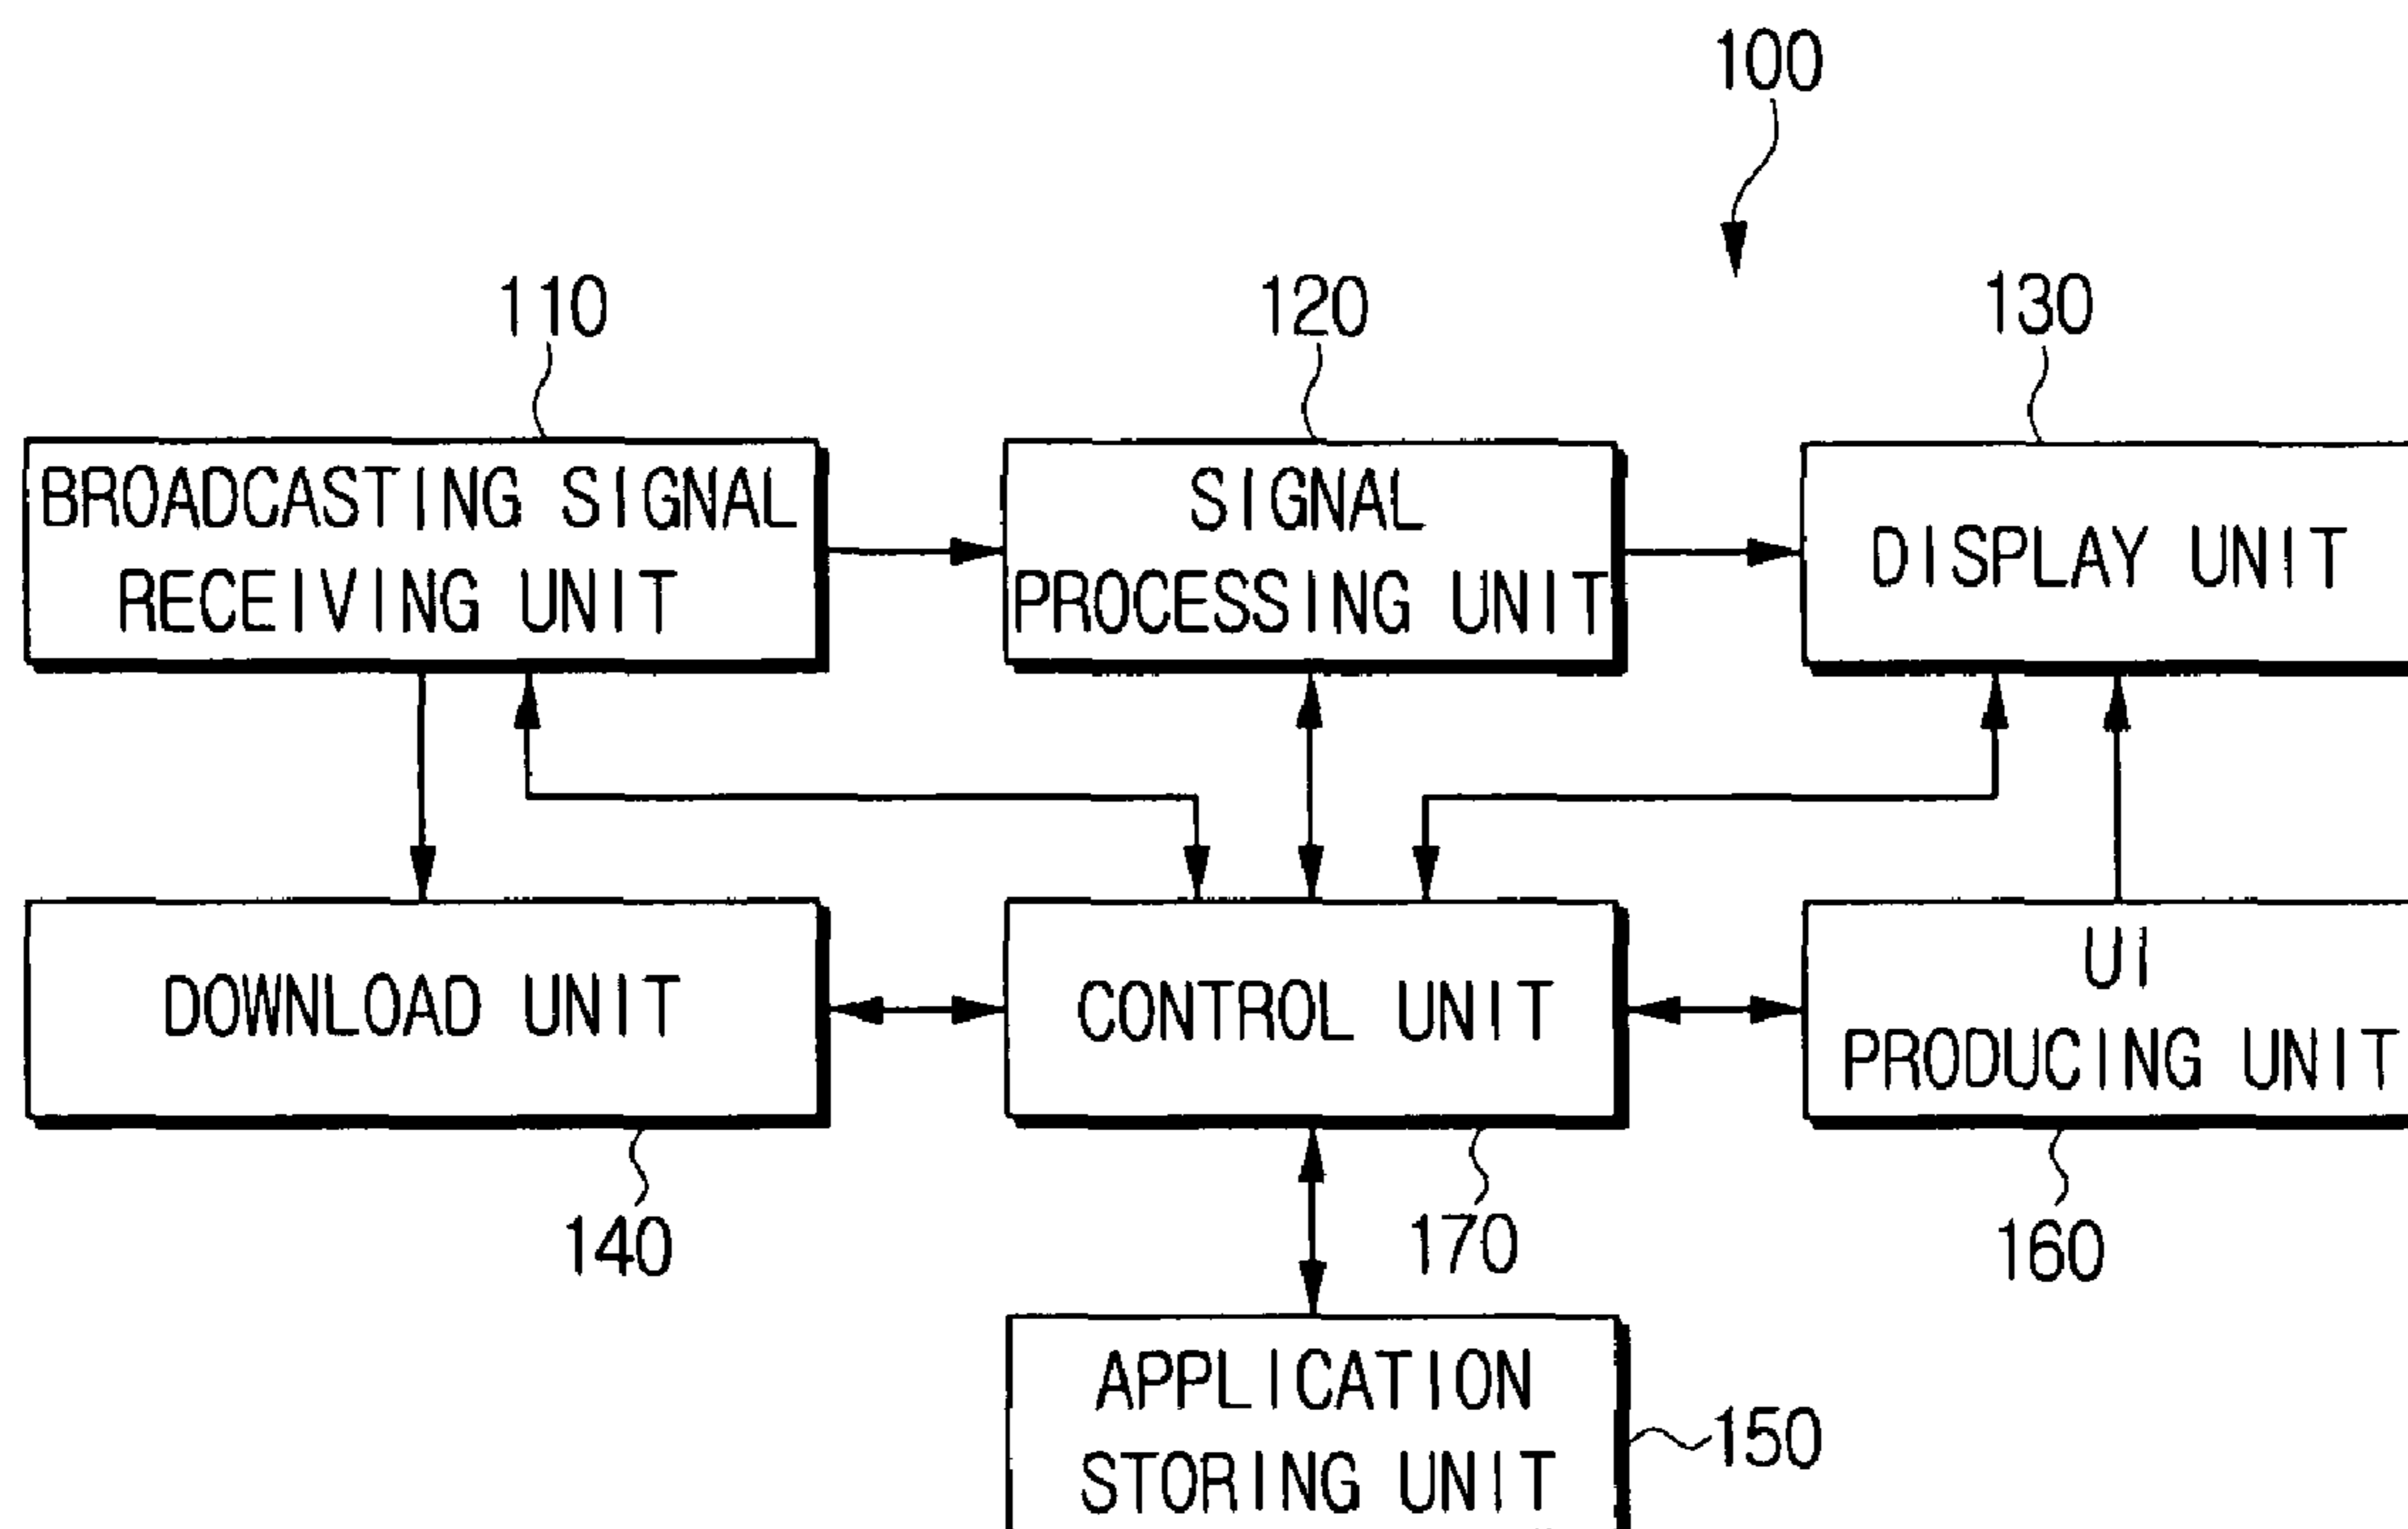 100
110
120
130
BROADCASTING SIGNAL
RECEIVING UNIT
SIGNAL
PROCESSING UNIT
DISPLAY UNIT
DOWNLOAD UNIT
CONTROL UNIT
UI
PRODUCING UNIT
140
170
160
APPLICATION
STORING UNIT
150